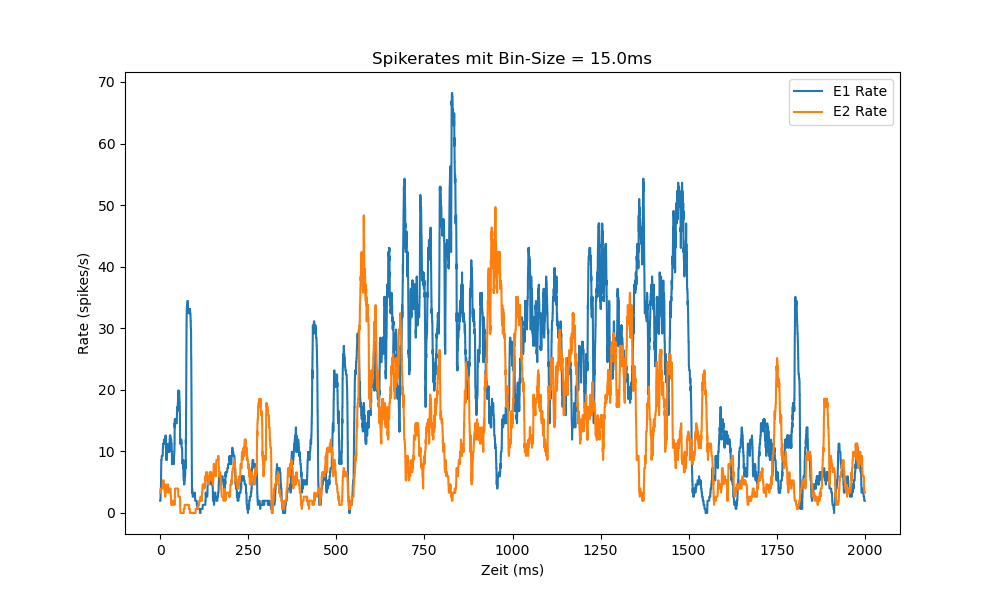 Spikerates mit Bin-Size = 15.0ms
E1 Rate
E2 Rate
70
60
50
40
30
20
10
0
Rate (spikes/s)
0 250 500 750 1000 1250 1500 1750 2000
Zeit (ms)